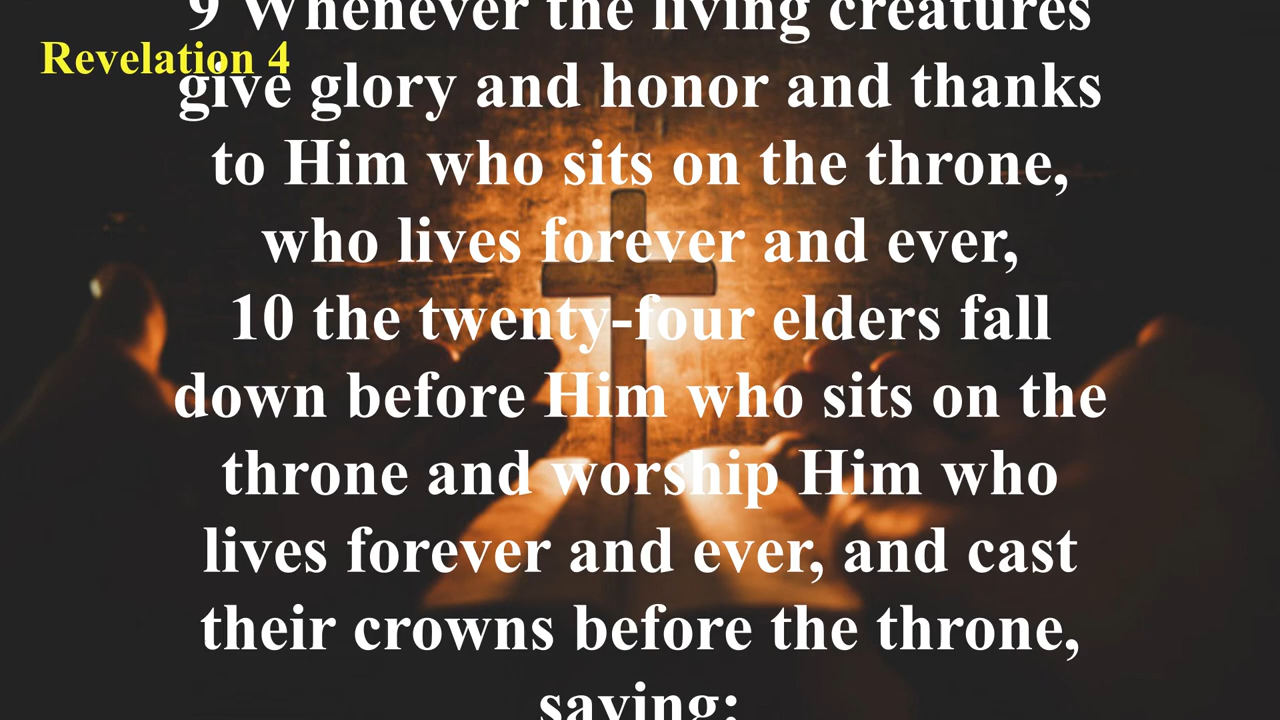 9 Whenever the living creatures
Revelation 4
give glory and honor and thanks
to Him who sits on the throne,
who lives forever and ever,
10 the twenty-four elders fall
down before Him who sits on the
throne and worship Him who
lives forever and ever, and cast
their crowns before the throne,
saying: